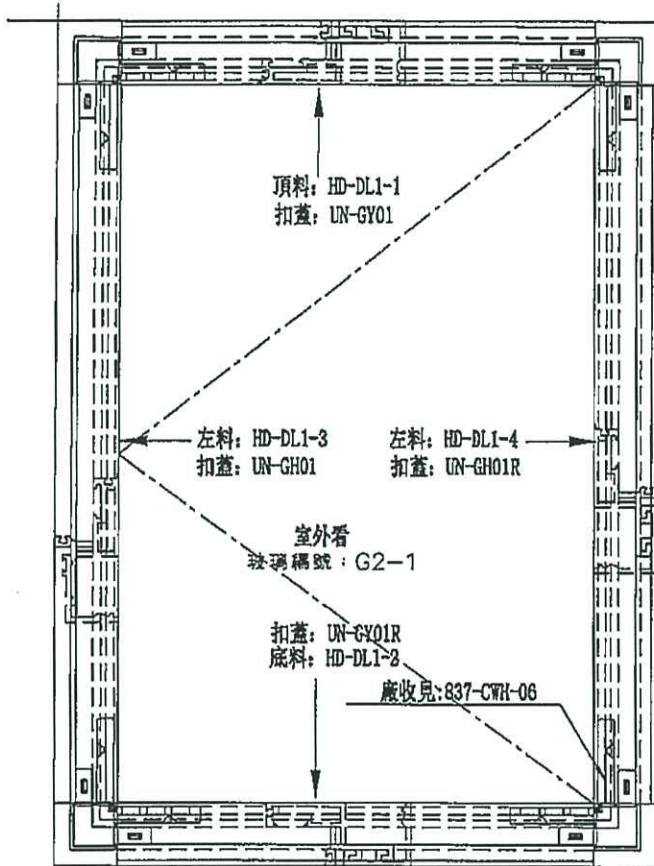 頂料: HD-DL1-1
扣蓋: UN-GY01
左料: HD-DL1-3
扣蓋: UN-GH01
左料: HD-DL1-4
扣蓋: UN-GH01R
室外看
玻璃編號：G2-1
扣蓋: UN-GY01R
底料: HD-DL1-2
廠收見:837-CWH-06